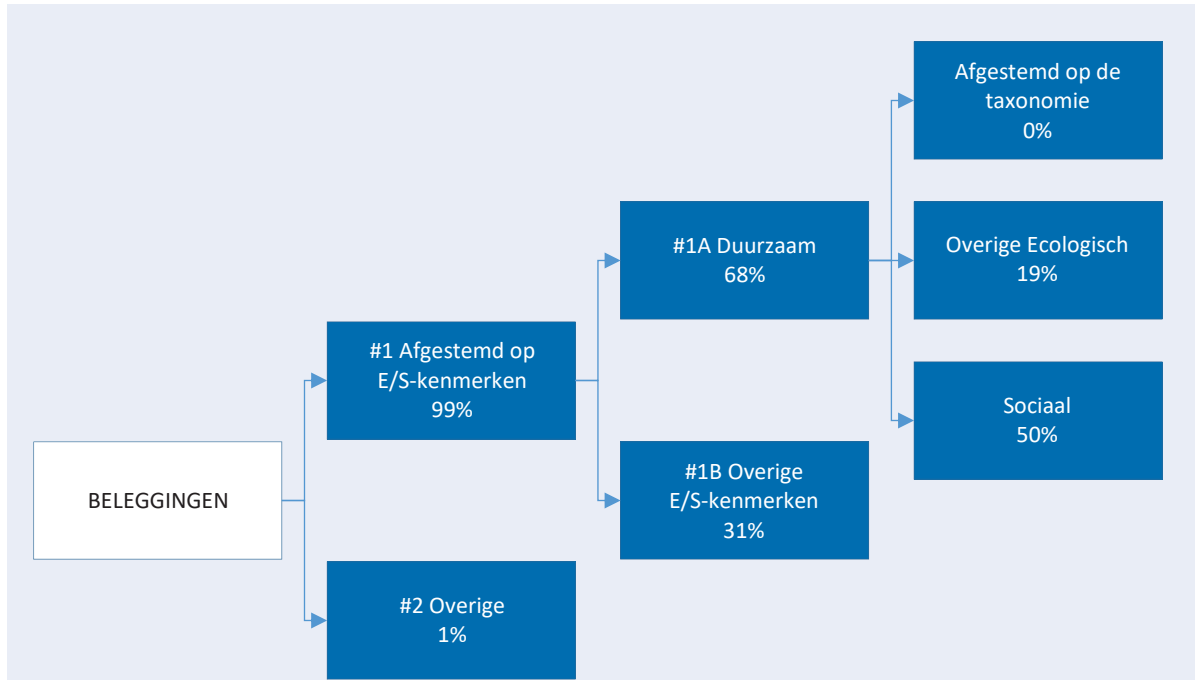 BELEGGINGEN
#1 Afgestemd op
E/S-kenmerken
99%
#2 Overige
1%
#1A Duurzaam
68%
#1B Overige
E/S-kenmerken
31%
Afgestemd op de
taxonomie
0%
Overige Ecologisch
19%
Sociaal
50%